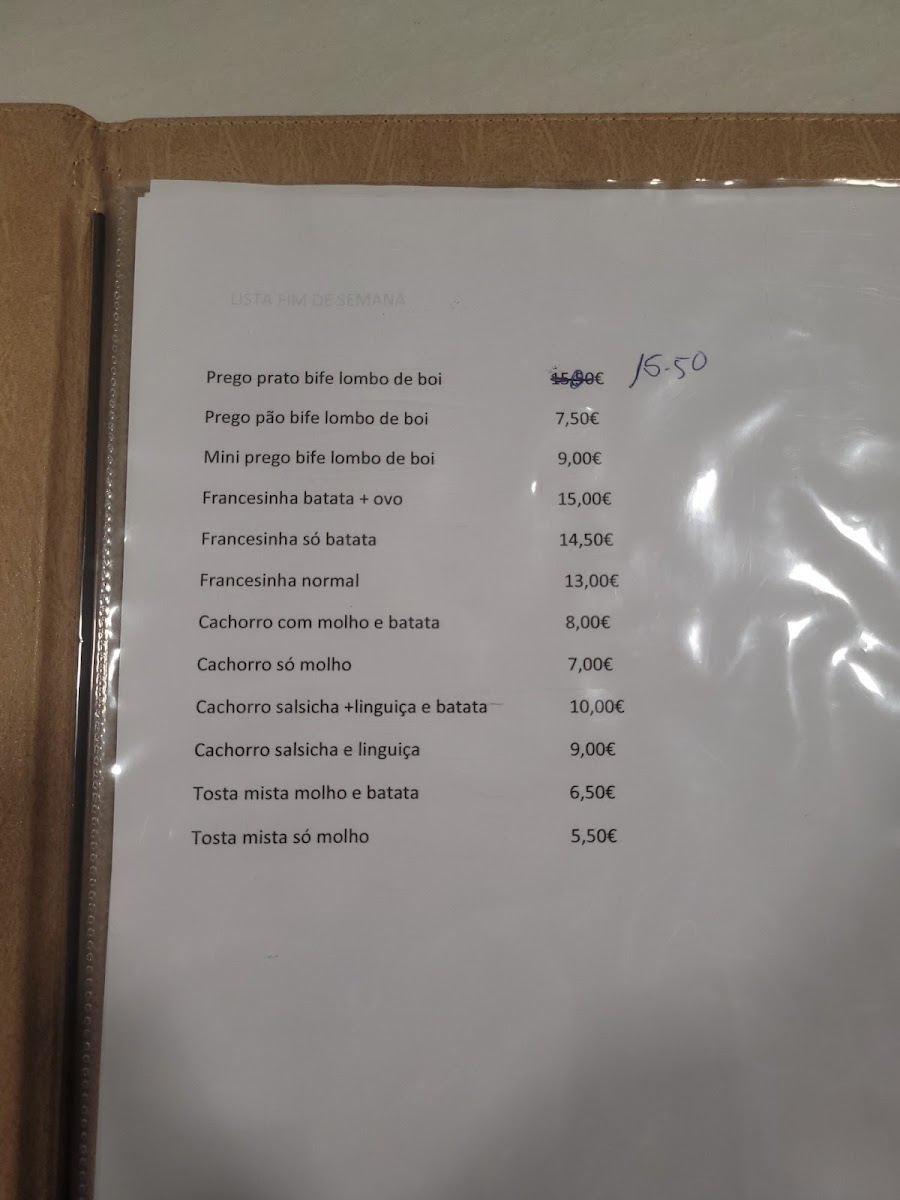 LISTA FIM DE SEMANA
Prego prato bife lombo de boi 15.50
Prego pão bife lombo de boi 7,50€
Mini prego bife lombo de boi 9,00€
Francesinha batata + ovo 15,00€
Francesinha só batata 14,50€
Francesinha normal 13,00€
Cachorro com molho e batata 8,00€
Cachorro só molho 7,00€
Cachorro salsicha +linguiça e batata 10,00€
Cachorro salsicha e linguiça 9,00€
Tosta mista molho e batata 6,50€
Tosta mista só molho 5,50€